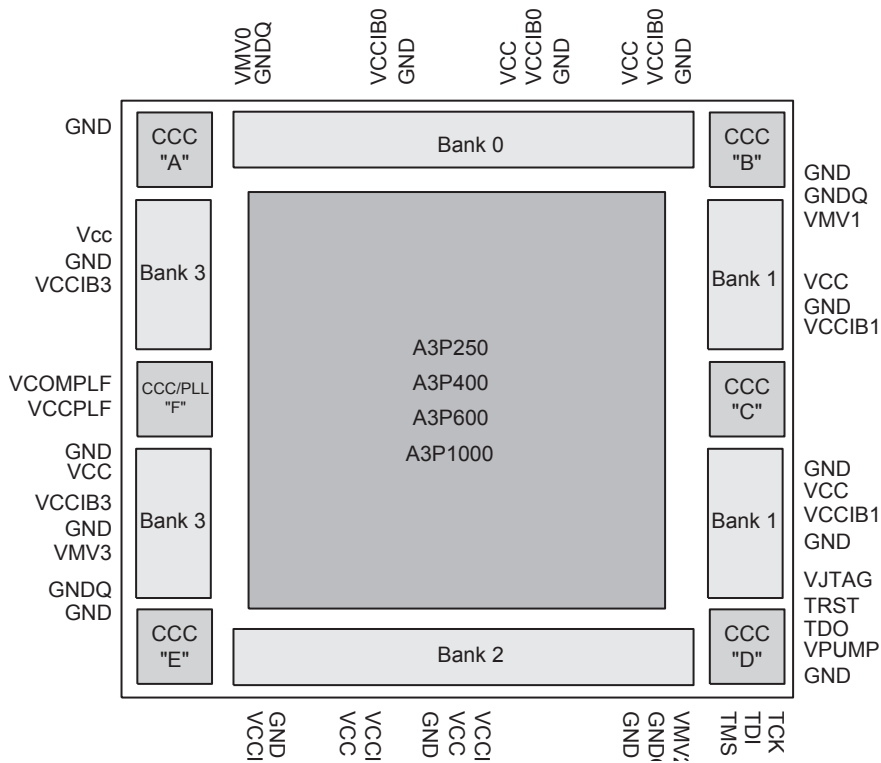 VMV0
GNDQ
VCCIB0
GND
VCC
VCCIB0
GND
VCC
VCCIB0
GND
GND
CCC
"A"
Bank 0
CCC
"B"
GND
GNDQ
VMV1
Vcc
GND
VCCIB3
Bank 3
Bank 1
VCC
GND
VCCIB1
A3P250
A3P400
A3P600
A3P1000
VCOMPLF
VCCPLF
CCC/PLL
"F"
CCC
"C"
GND
VCC
VCCIB3
GND
VMV3
Bank 3
Bank 1
GND
VCC
VCCIB1
GND
GNDQ
GND
VJTAG
TRST
TDO
VPUMP
GND
CCC
"E"
Bank 2
CCC
"D"
GND
VCC
GND
VCC
GND
VMV2
TMS
TDI
TCK